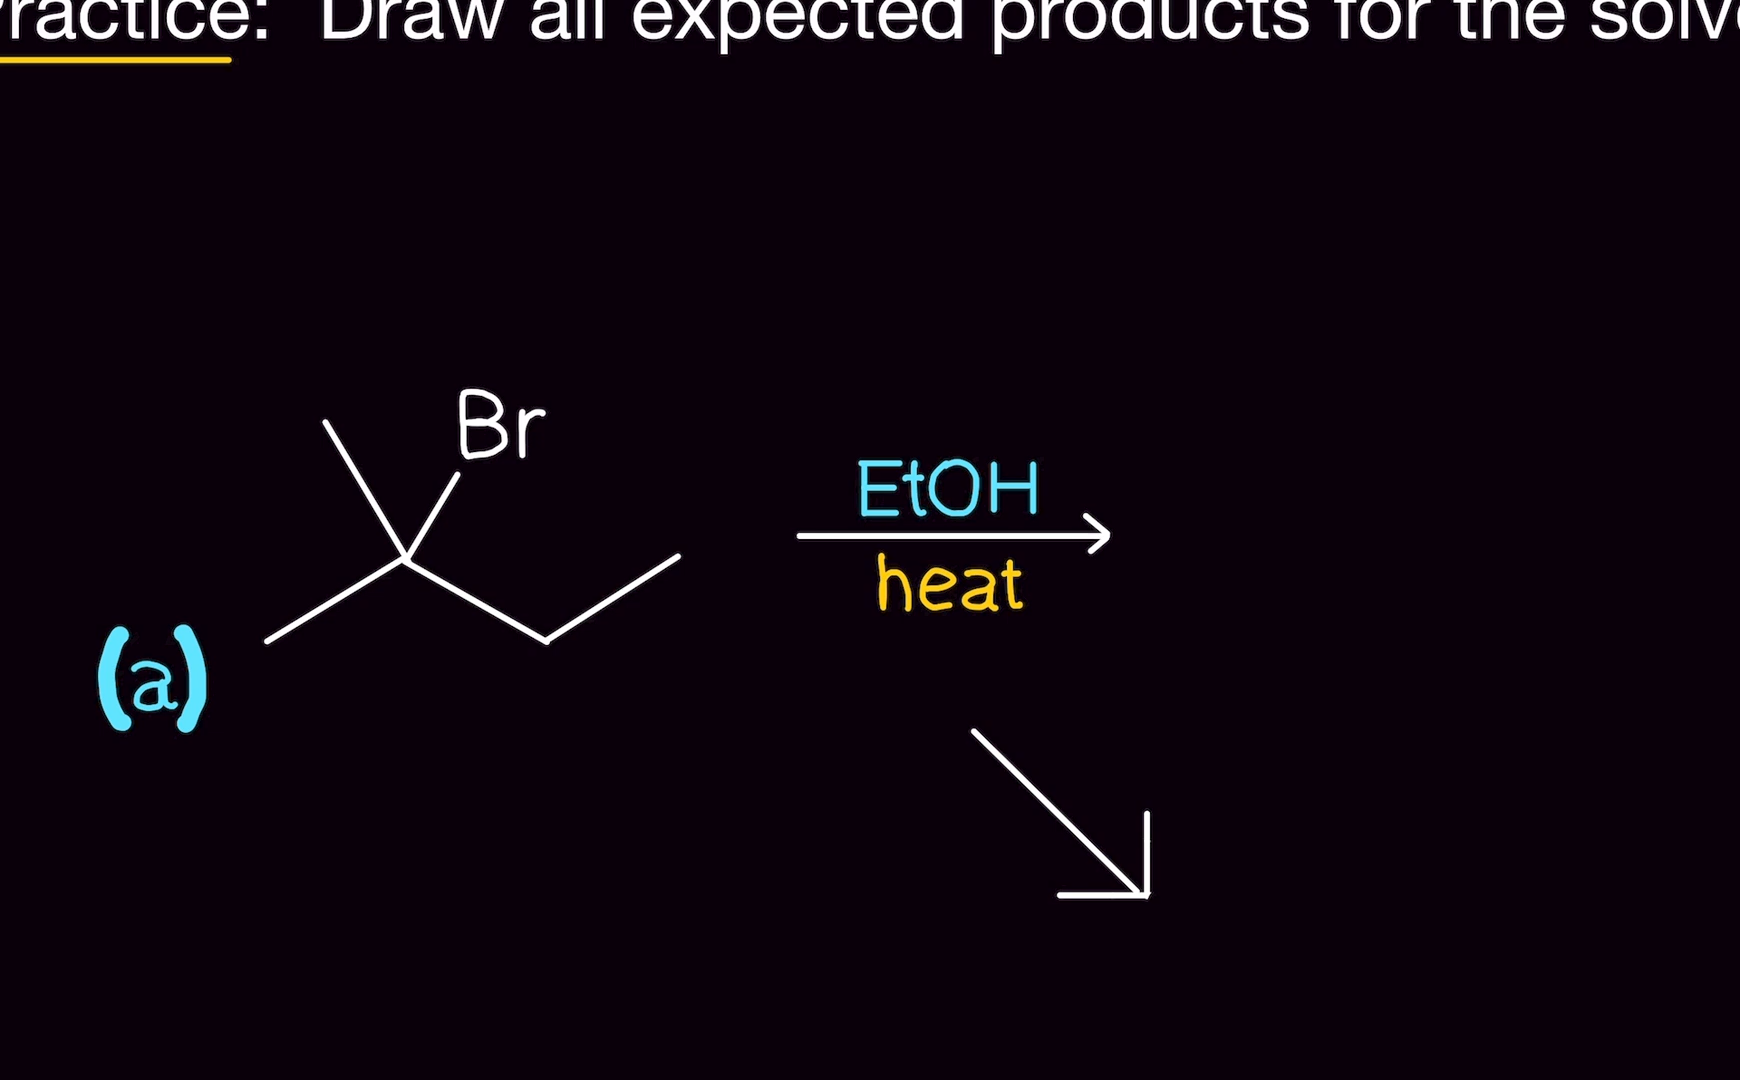 ractice: Draw all expected products for the solv
Br
EtOH
heat
(a)